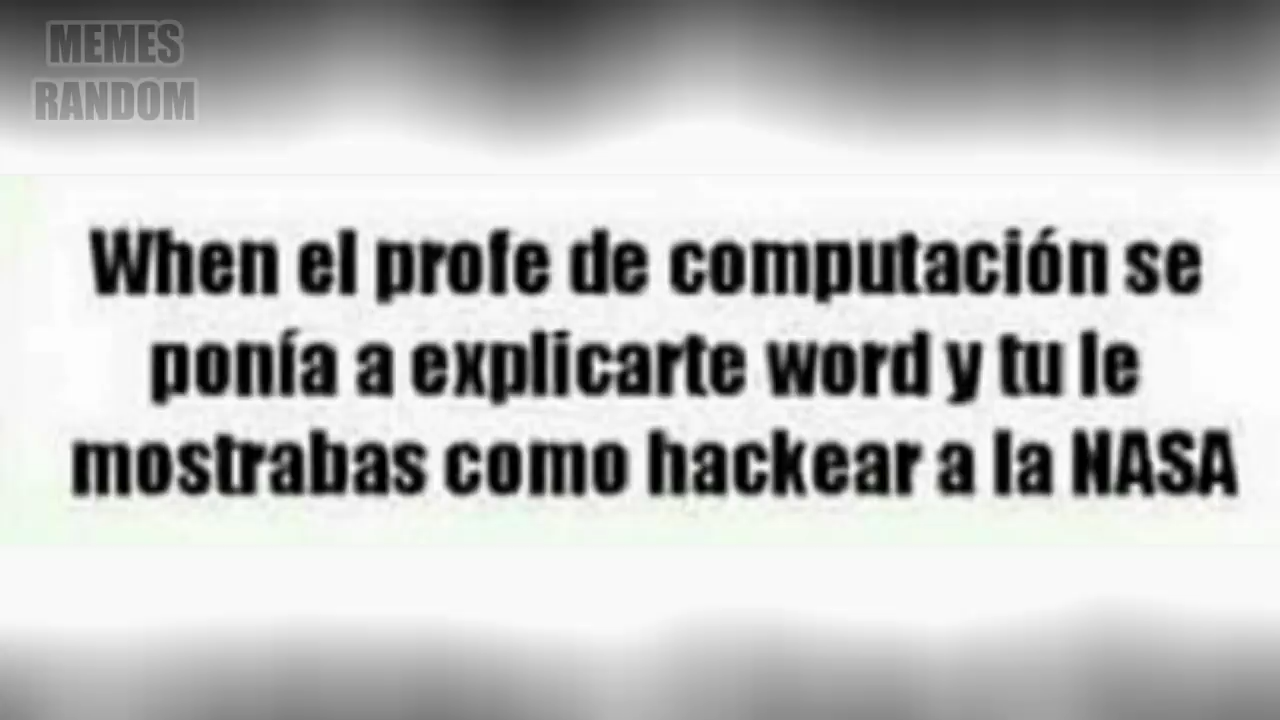 MEMES
RANDOM
When el profe de computación se
ponía a explicarte word y tu le
mostrabas como hackear a la NASA